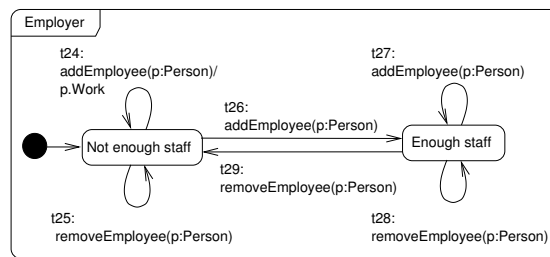 Employer
t24:
addEmployee(p:Person)/
p.Work
t27:
addEmployee(p:Person)
t26:
addEmployee(p:Person)
Not enough staff
Enough staff
t29:
removeEmployee(p:Person)
t25:
removeEmployee(p:Person)
t28:
removeEmployee(p:Person)